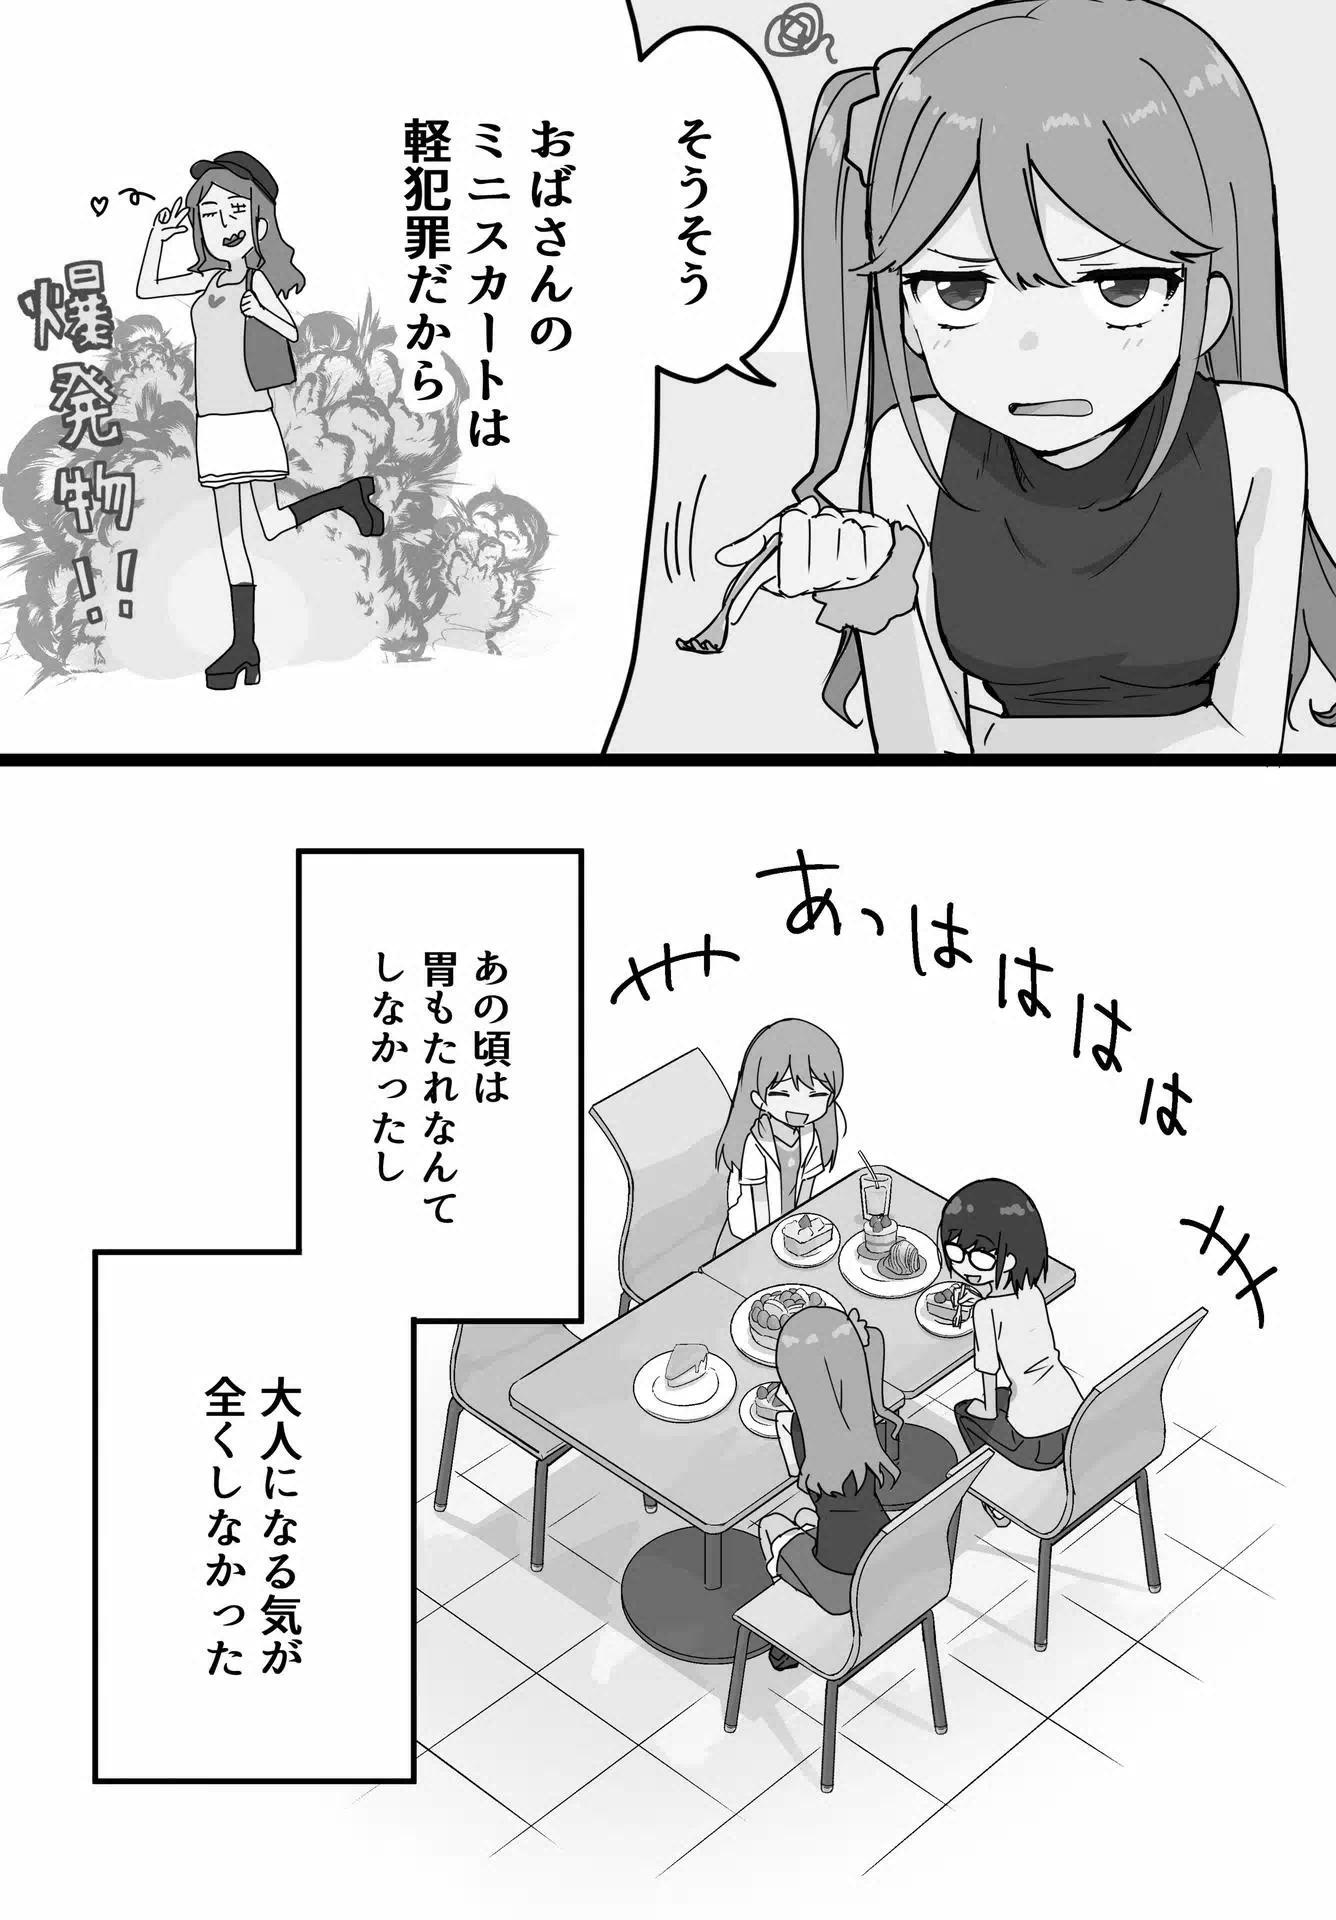 そうそう
おばさんの
ミニスカートは
軽犯罪だから
爆発物!!
あっはははは
あの頃は
胃もたれなんて
しなかったし
大人になる気が
全くしなかった